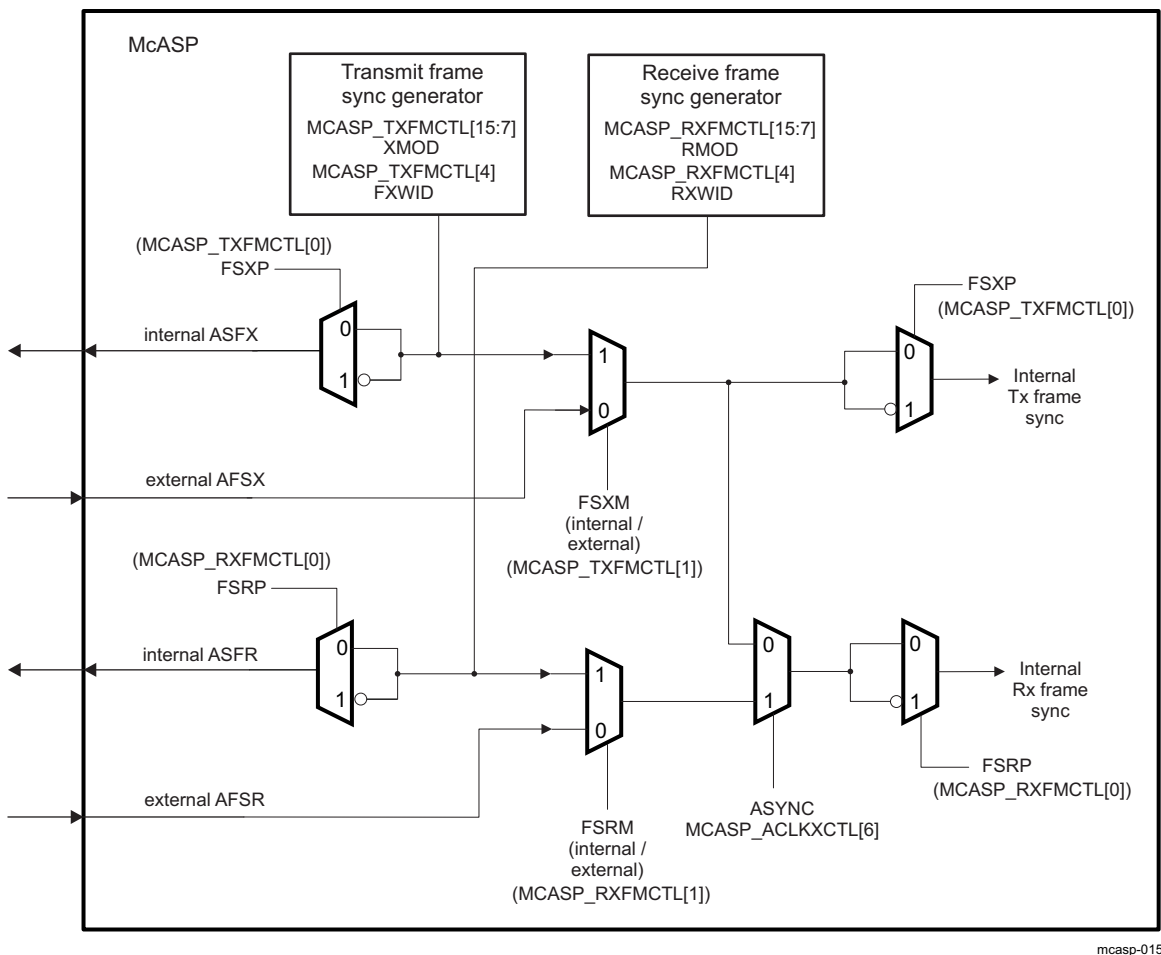 McASP
Transmit frame
sync generator
MCASP_TXFMCTL[15:7]
XMOD
MCASP_TXFMCTL[4]
FXWID
Receive frame
sync generator
MCASP_RXFMCTL[15:7]
RMOD
MCASP_RXFMCTL[4]
RXWID
(MCASP_TXFMCTL[0])
FSXP
0
1
internal ASFX
1
0
FSXP
(MCASP_TXFMCTL[0])
0
1
Internal
Tx frame
sync
external AFSX
FSXM
(internal /
external)
(MCASP_TXFMCTL[1])
(MCASP_RXFMCTL[0])
FSRP
0
1
internal ASFR
1
0
0
1
0
1
Internal
Rx frame
sync
external AFSR
FSRM
(internal /
external)
(MCASP_RXFMCTL[1])
ASYNC
MCASP_ACLKXCTL[6]
FSRP
(MCASP_RXFMCTL[0])
mcasp-015